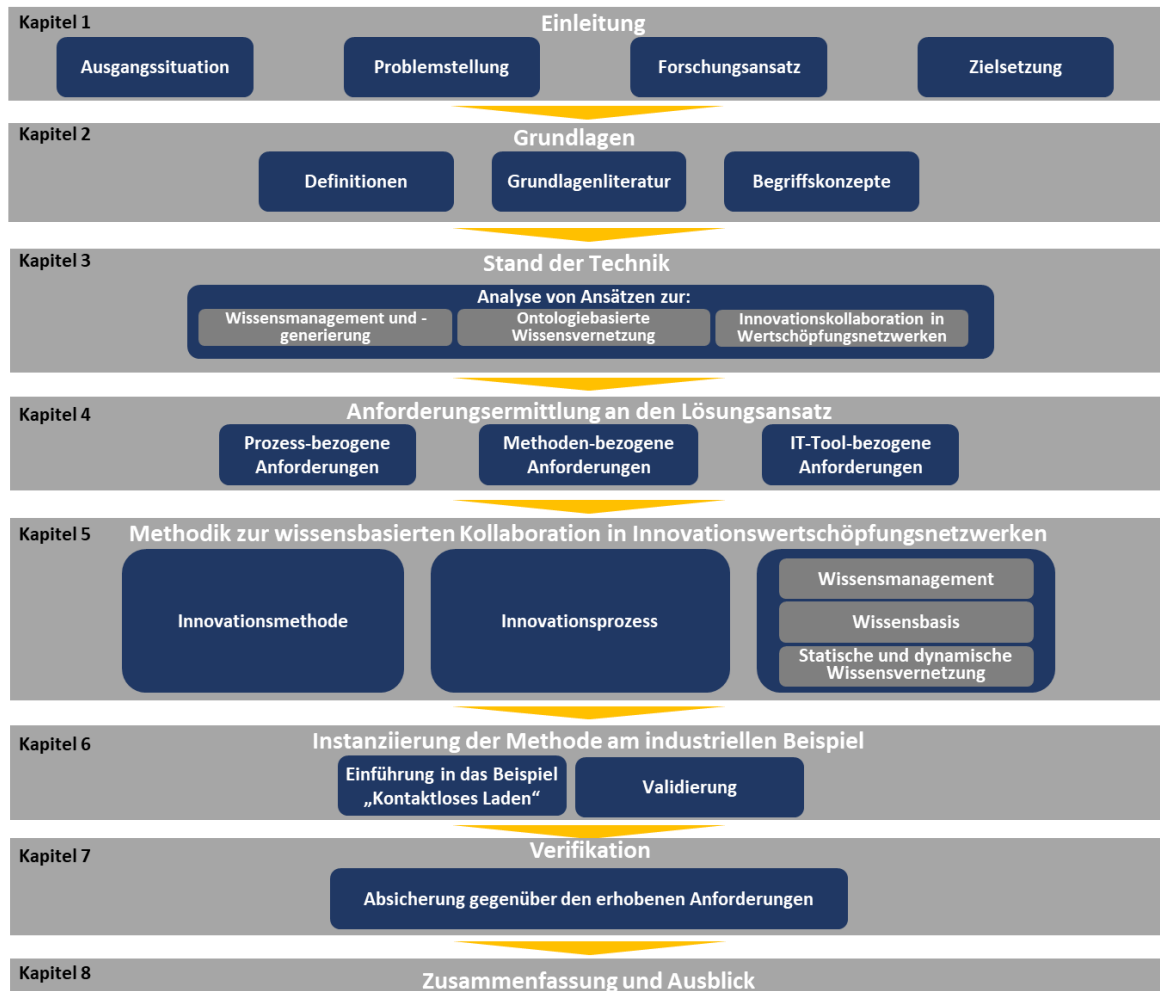 Kapitel 1
Einleitung
Ausgangssituation
Problemstellung
Forschungsansatz
Zielsetzung
Kapitel 2
Grundlagen
Definitionen
Grundlagenliteratur
Begriffskonzepte
Kapitel 3
Stand der Technik
Analyse von Ansätzen zur:
Wissensmanagement und -
generierung
Ontologiebasierte
Wissensvernetzung
Innovationskollaboration in
Wertschöpfungsnetzwerken
Kapitel 4
Anforderungsermittlung an den Lösungsansatz
Prozess-bezogene
Anforderungen
Methoden-bezogene
Anforderungen
IT-Tool-bezogene
Anforderungen
Kapitel 5
Methodik zur wissensbasierten Kollaboration in Innovationswertschöpfungsnetzwerken
Innovationsmethode
Innovationsprozess
Wissensmanagement
Wissensbasis
Statische und dynamische
Wissensvernetzung
Kapitel 6
Instanziierung der Methode am industriellen Beispiel
Einführung in das Beispiel
„Kontaktloses Laden“
Validierung
Kapitel 7
Verifikation
Absicherung gegenüber den erhobenen Anforderungen
Kapitel 8
Zusammenfassung und Ausblick